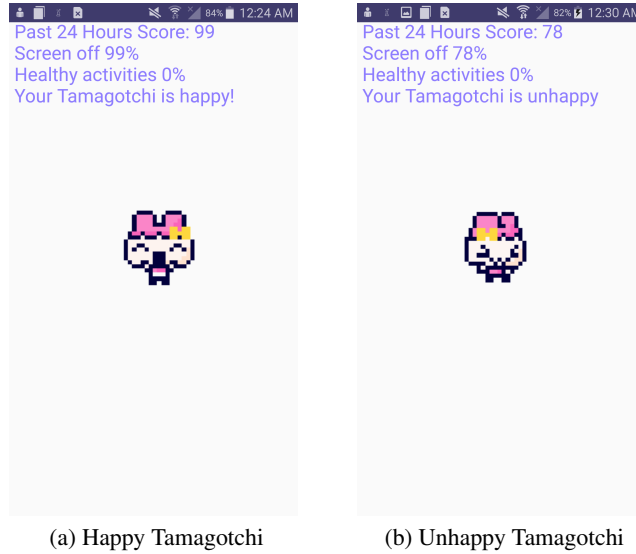 84% 12:24 AM
Past 24 Hours Score: 99
Screen off 99%
Healthy activities 0%
Your Tamagotchi is happy!
(a) Happy Tamagotchi
82% 12:30 AM
Past 24 Hours Score: 78
Screen off 78%
Healthy activities 0%
Your Tamagotchi is unhappy
(b) Unhappy Tamagotchi